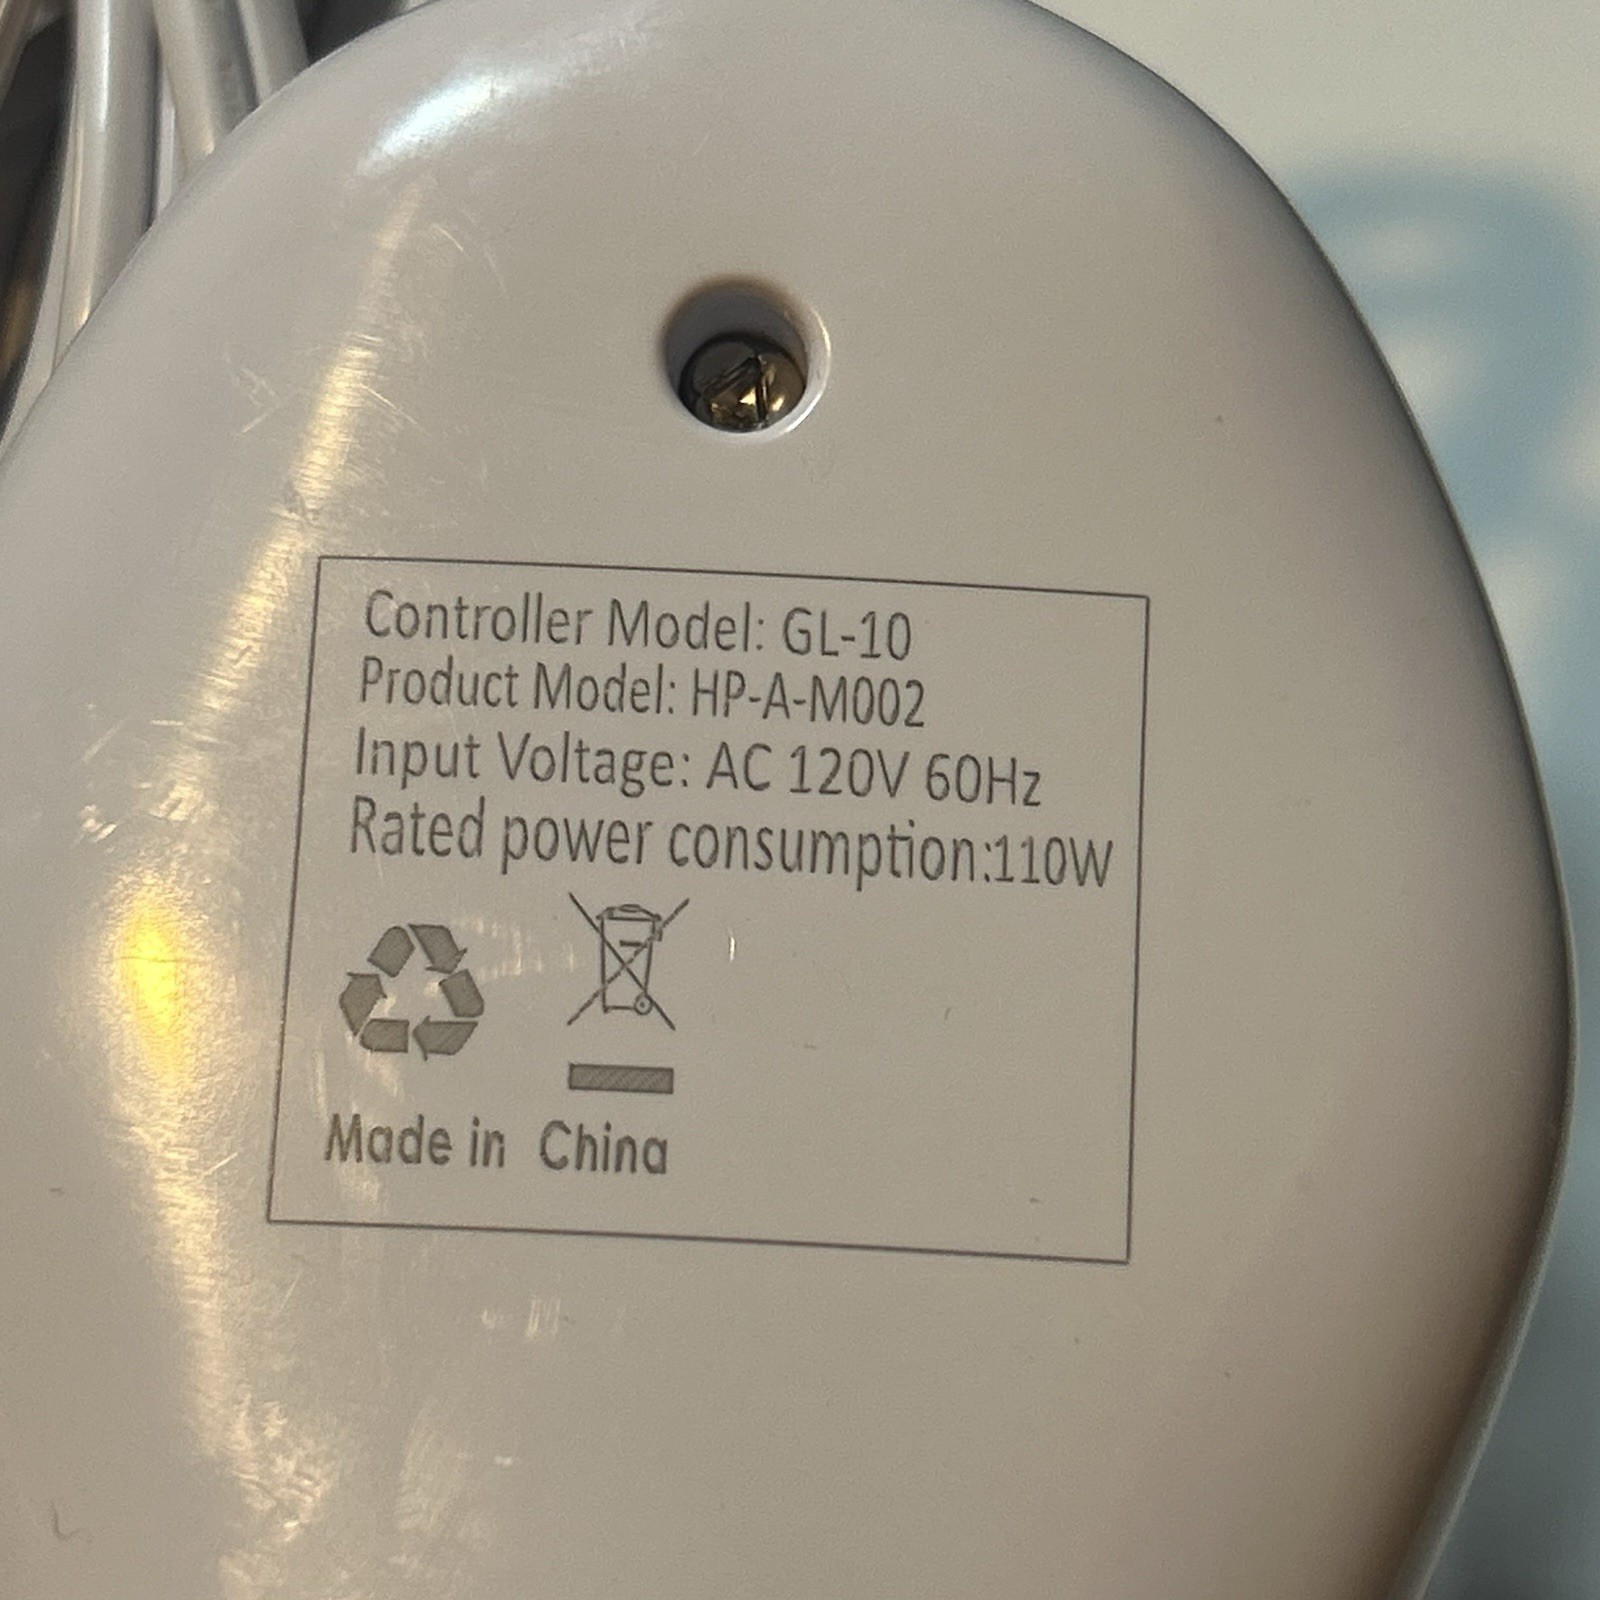 Controller Model: GL-10
Product Model: HP-A-M002
Input Voltage: AC 120V 60Hz
Rated power consumption:110W
Made in China